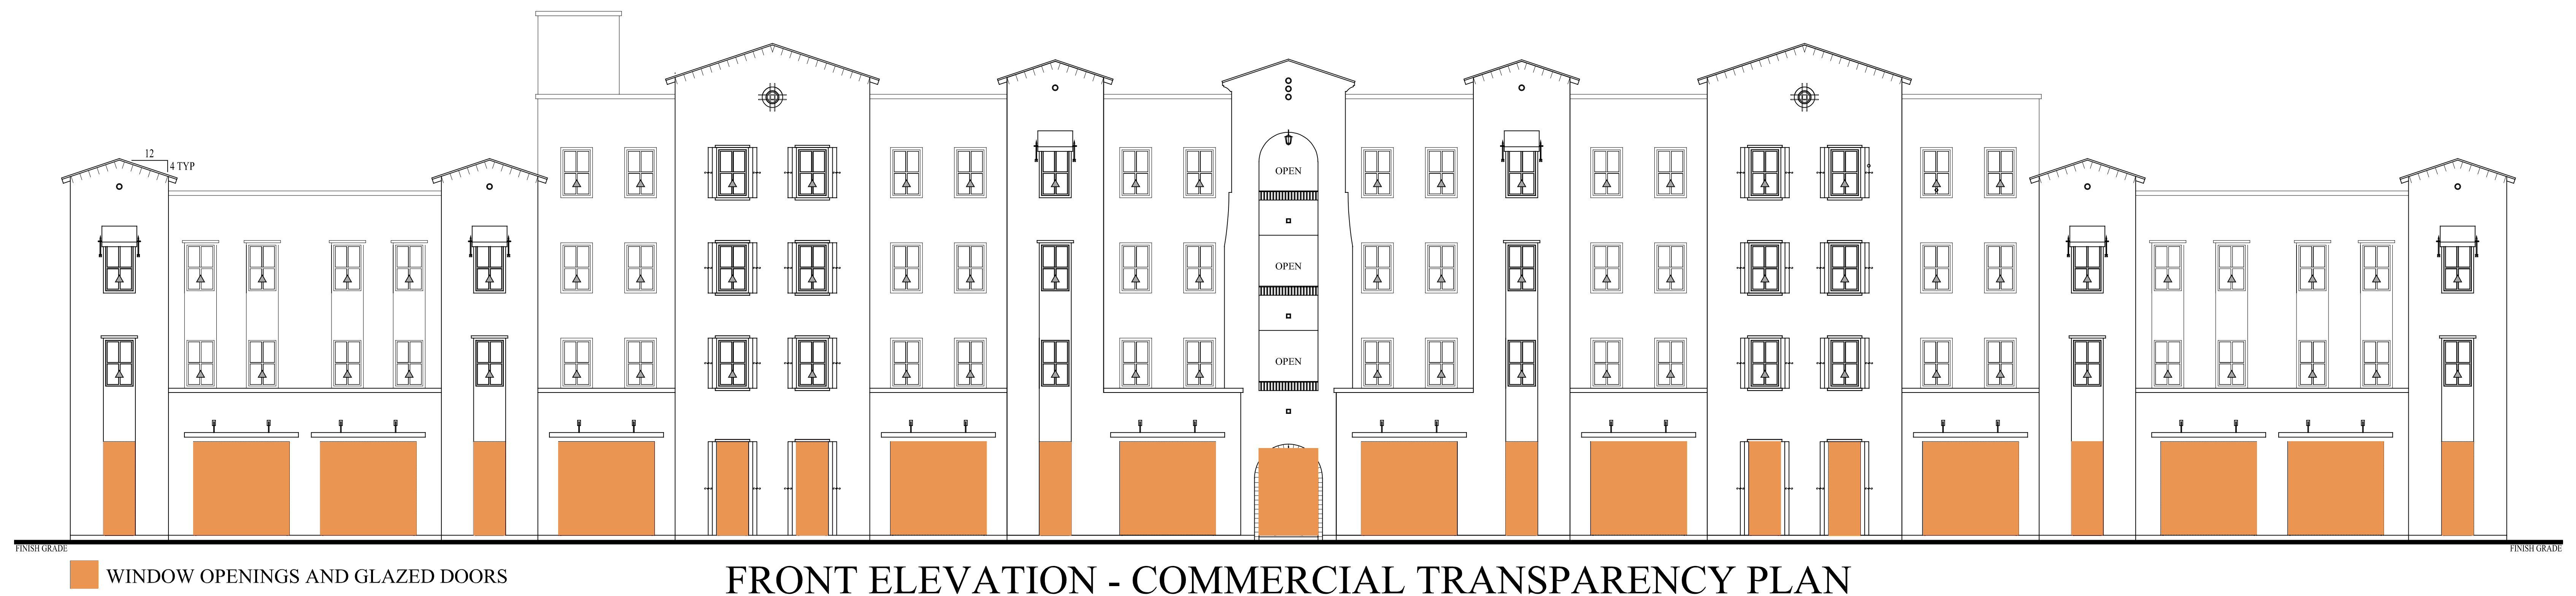 12
4 TYP
OPEN
OPEN
OPEN
FINISH GRADE
FINISH GRADE
WINDOW OPENINGS AND GLAZED DOORS
FRONT ELEVATION - COMMERCIAL TRANSPARENCY PLAN